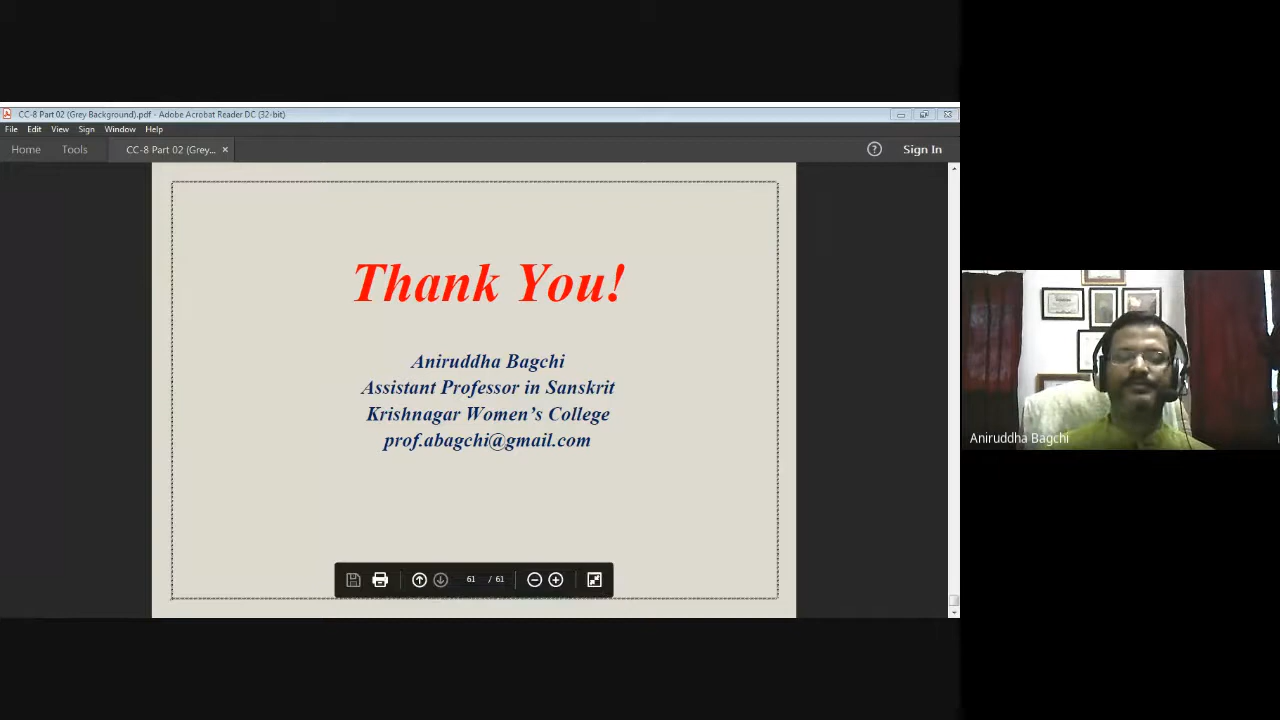 CC-8 Part 02 (Grey Background).pdf - Adobe Acrobat Reader DC (32-bit)
File Edit View Sign Window Help
Home Tools CC-8 Part 02 (Grey... × Sign In
Thank You!
Aniruddha Bagchi
Assistant Professor in Sanskrit
Krishnagar Women’s College
prof.abagchi@gmail.com
61 / 61
Aniruddha Bagchi